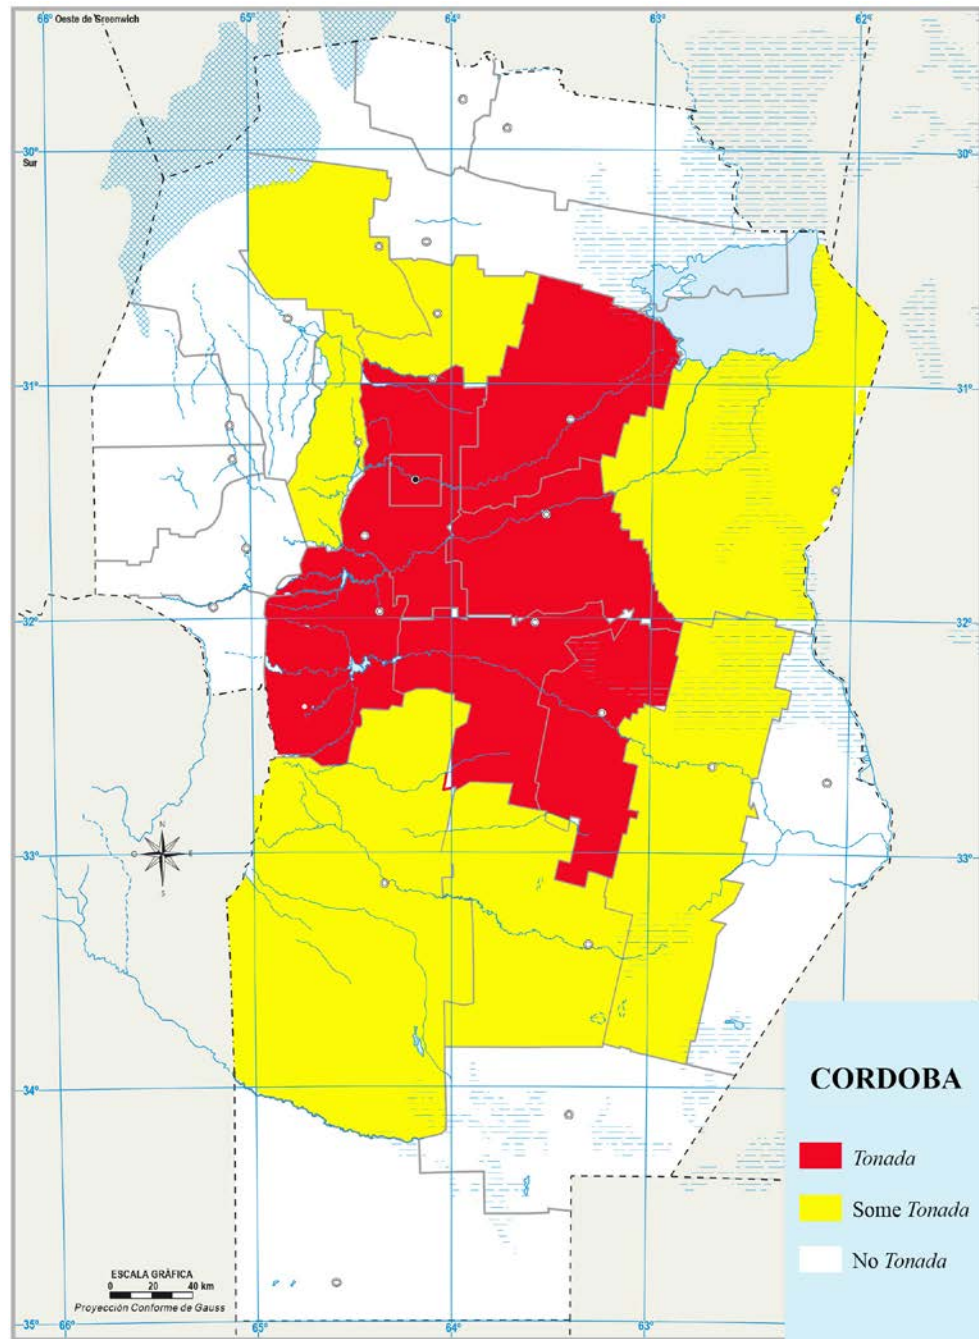 66° Oeste de Greenwich
65°
64°
63°
62°
30°
30°
Sur
31°
31°
32°
32°
N
O
E
S
33°
33°
34°
34°
CORDOBA
Tonada
Some Tonada
No Tonada
ESCALA GRÁFICA
0 20 40 km
Proyección Conforme de Gauss
35°
66°
65°
64°
63°